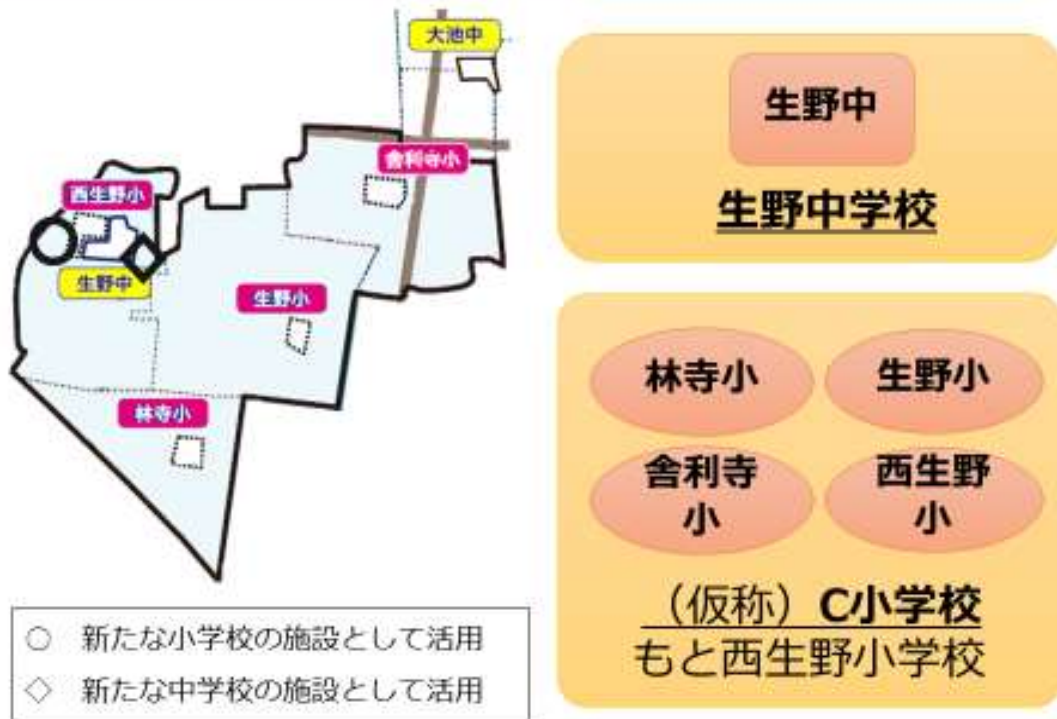 大池中
舎利寺小
西生野小
生野中
生野小
林寺小
○ 新たな小学校の施設として活用
◇ 新たな中学校の施設として活用
生野中
生野中学校
林寺小
生野小
舎利寺
小
西生野
小
（仮称）C小学校
もと西生野小学校